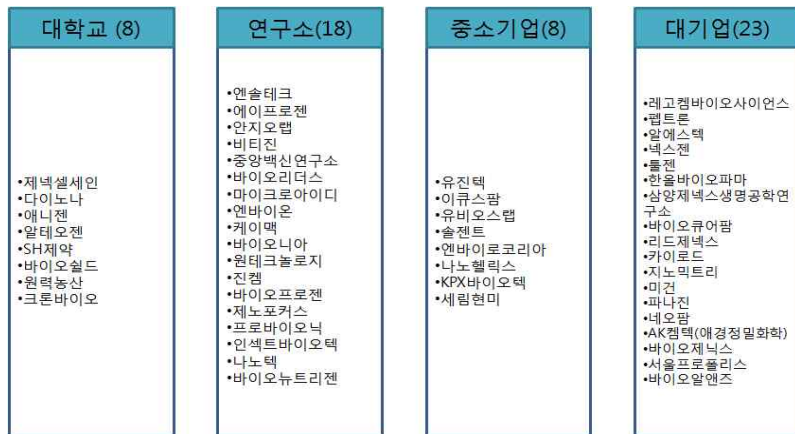 대학교 (8)
•제넥셀세인
•다이노나
•애니젠
•알테오젠
•SH제약
•바이오쉴드
•원력농산
•크론바이오
연구소(18)
•엔솔테크
•에이프로젠
•안지오랩
•비티진
•중앙백신연구소
•바이오리더스
•마이크로아이디
•엔바이온
•케이맥
•바이오니아
•원테크놀로지
•진켐
•바이오프로젠
•제노포커스
•프로바이오닉
•인섹트바이오텍
•나노텍
•바이오뉴트리젠
중소기업(8)
•유진텍
•이큐스팜
•유비오스랩
•솔젠트
•엔바이로코리아
•나노헬릭스
•KPX바이오텍
•세림현미
대기업(23)
•레고켐바이오사이언스
•펩트론
•알에스텍
•넥스젠
•툴젠
•한올바이오파마
•삼양제넥스생명공학연
구소
•바이오큐어팜
•리드제넥스
•카이로드
•지노믹트리
•미건
•파나진
•네오팜
•AK켐텍(애경정밀화학)
•바이오제닉스
•서울프로폴리스
•바이오알앤즈